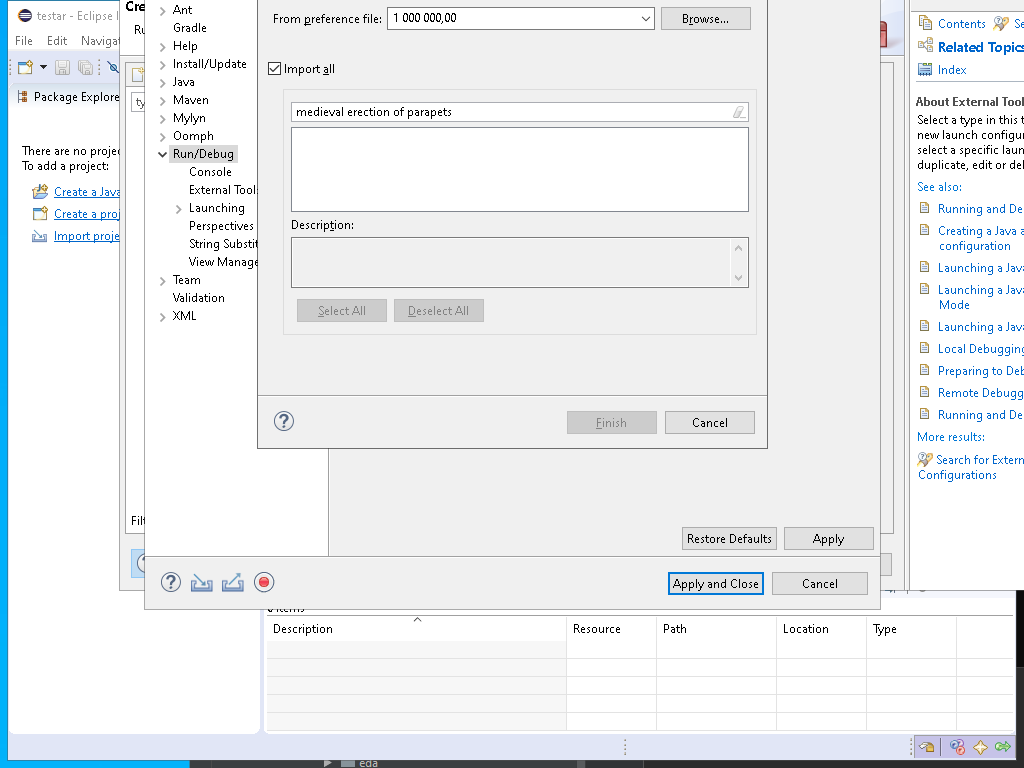 testar - Eclipse I
Cre
File Edit Navigat
Ru
Package Explore
ty
There are no projec
To add a project:
Create a Java
Create a proj
Import proje
Filt
Ant
Gradle
Help
Install/Update
Java
Maven
Mylyn
Oomph
Run/Debug
Console
External Tools
Launching
Perspectives
String Substit
View Manage
Team
Validation
XML
From preference file: 1 000 000,00 Browse...
Import all
medieval erection of parapets
Description:
Select All Deselect All
Finish Cancel
Restore Defaults Apply
Apply and Close Cancel
Contents Se
Related Topics
Index
About External Tool
Select a type in this t
new launch configur
select a specific laun
duplicate, edit or del
See also:
Running and De
Creating a Java a
configuration
Launching a Java
Launching a Java
Mode
Launching a Java
Local Debugging
Preparing to Deb
Remote Debugg
Running and De
More results:
Search for Extern
Configurations
Description Resource Path Location Type
eda